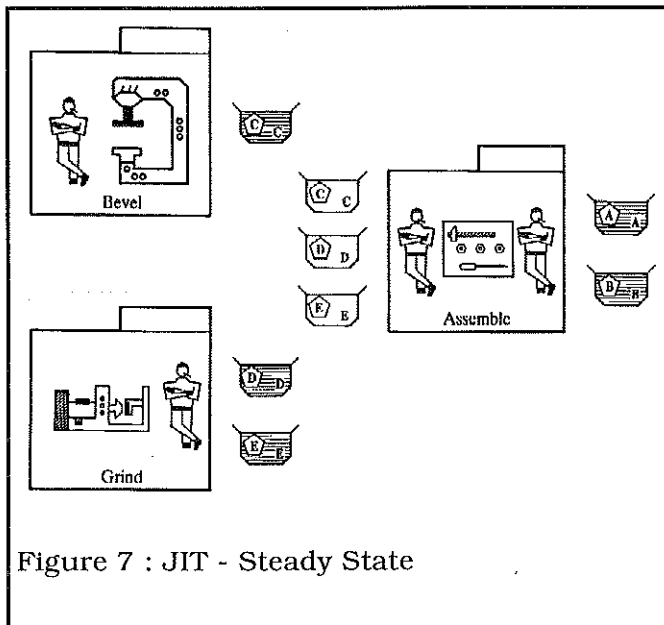 Bevel
C C
C C
D D
E E
A A
B B
Assemble
D D
E E
Grind
Figure 7 : JIT - Steady State